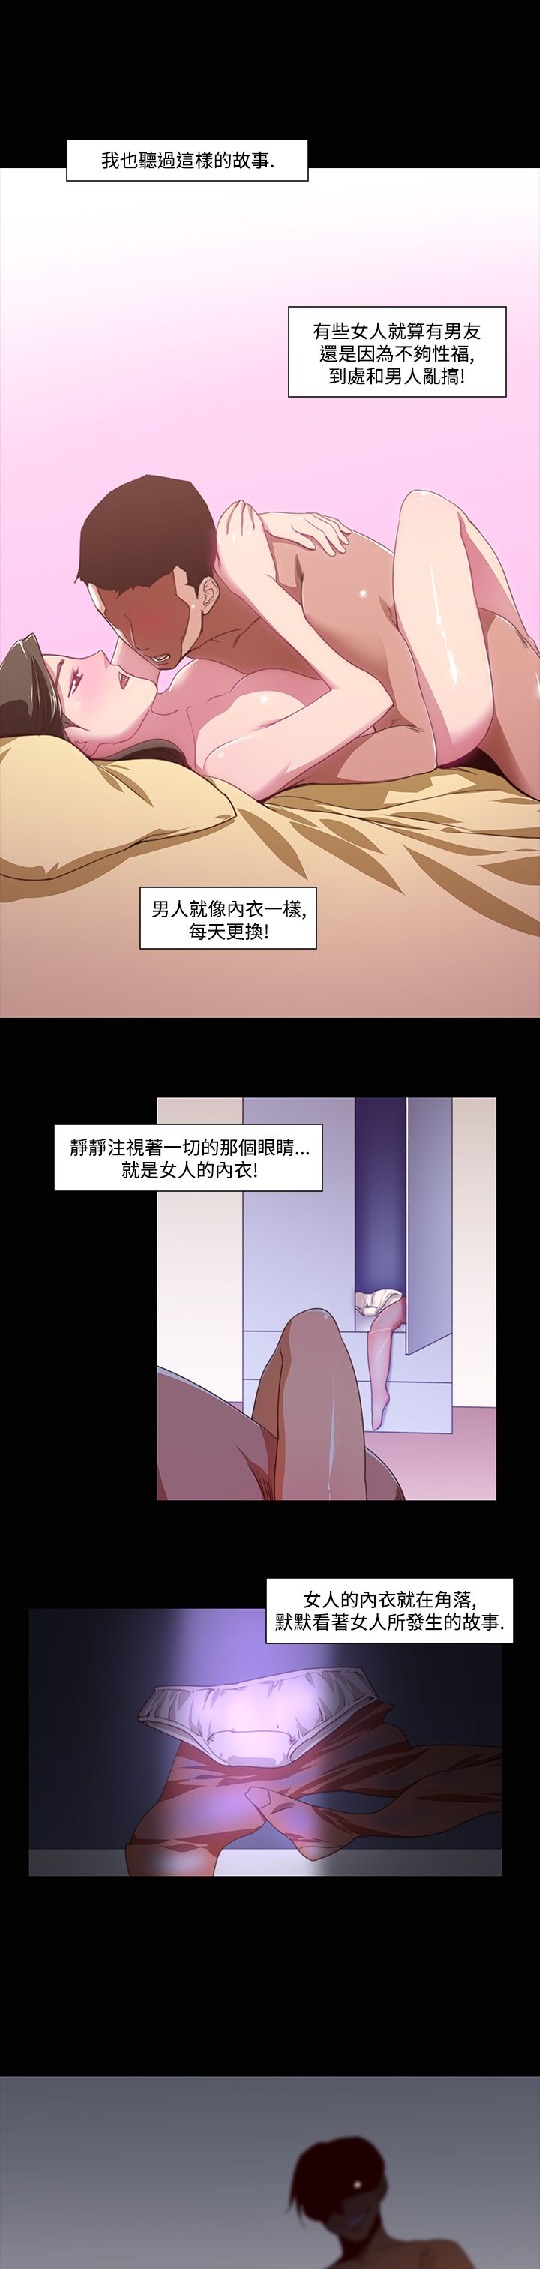 我也聽過這樣的故事.
有些女人就算有男友
還是因為不夠性福,
到處和男人亂搞!
男人就像內衣一樣,
每天更換!
靜靜注視著一切的那個眼睛...
就是女人的內衣!
女人的內衣就在角落,
默默看著女人所發生的故事.